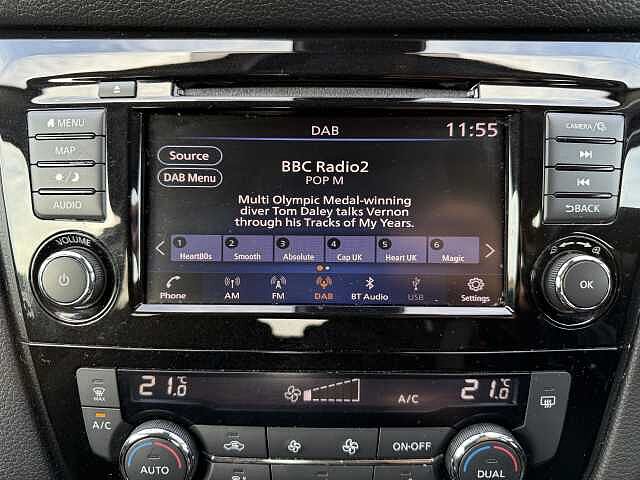 DAB
11:55
MENU
MAP
AUDIO
VOLUME
Source
DAB Menu
BBC Radio2
POP M
Multi Olympic Medal-winning
diver Tom Daley talks Vernon
through his Tracks of My Years.
1 Heart80s
2 Smooth
3 Absolute
4 Cap UK
5 Heart UK
6 Magic
Phone
AM
FM
DAB
BT Audio
USB
Settings
CAMERA/
BACK
OK
21.0°C
A/C
21.0°C
MAX
A/C
AUTO
ON·OFF
DUAL